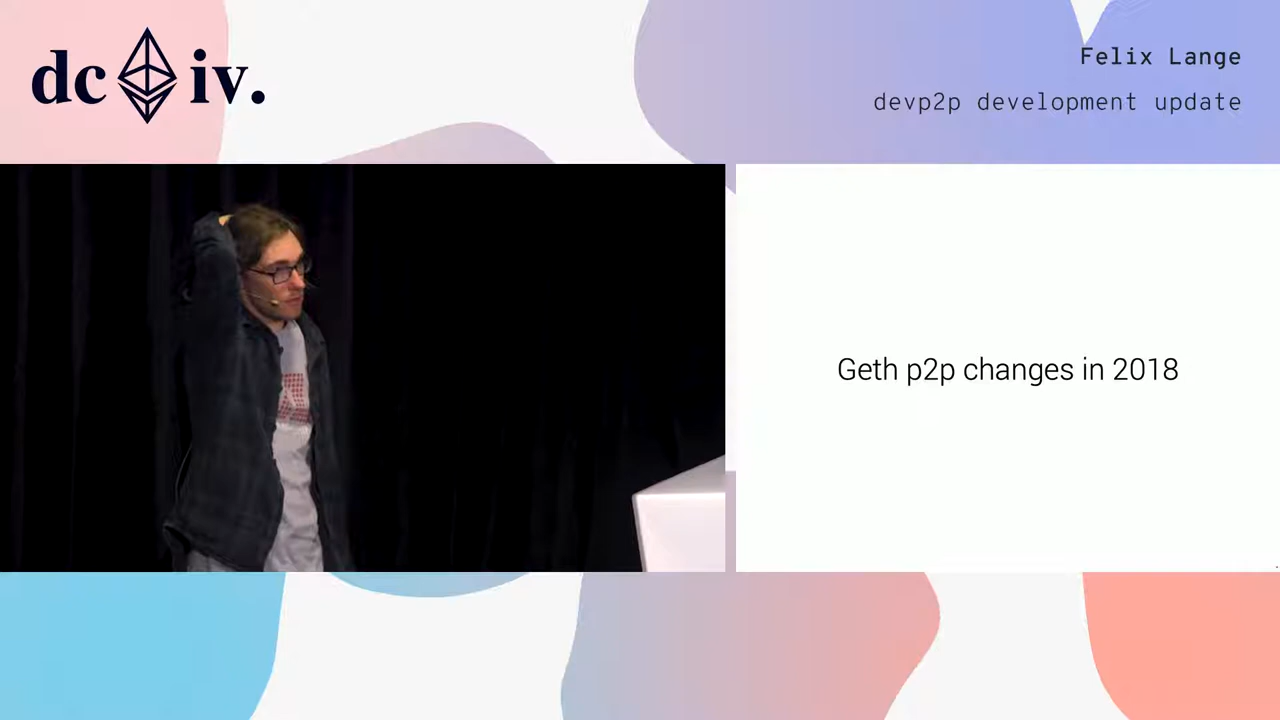 dc iv.
Felix Lange
devp2p development update
Geth p2p changes in 2018